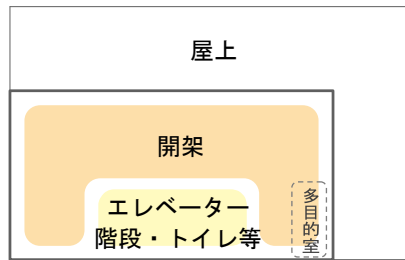 屋上
開架
エレベーター
階段・トイレ等
多目的室